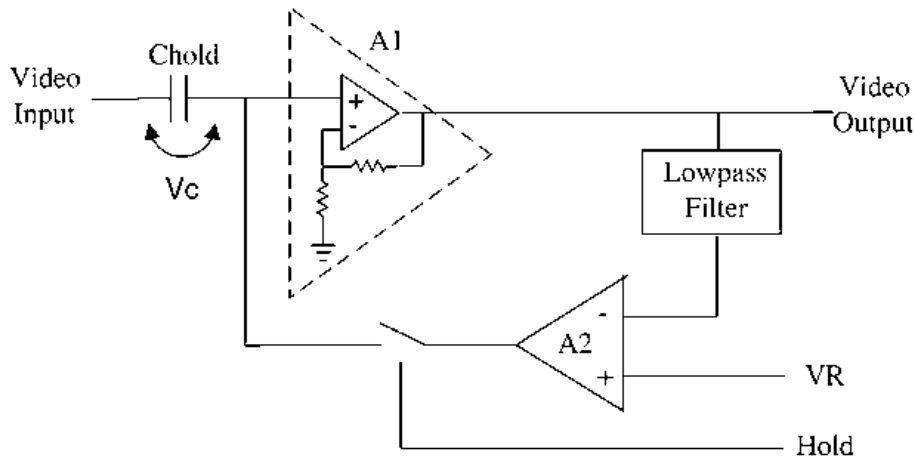 A1
Chold
Video
Input
Video
Output
+
-
Vc
Lowpass
Filter
-
A2
+
VR
Hold